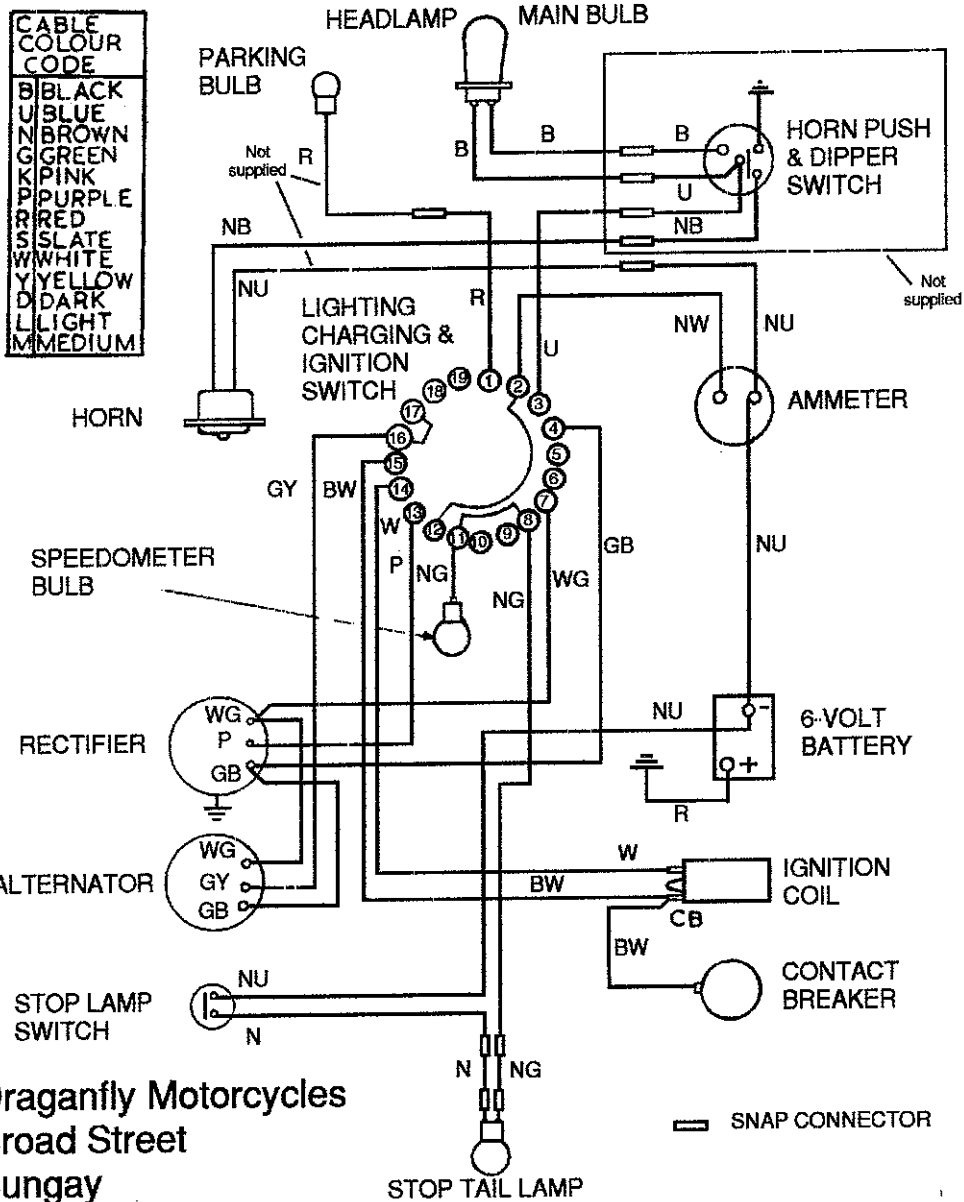 CABLE
COLOUR
CODE
B BLACK
U BLUE
N BROWN
G GREEN
K PINK
P PURPLE
R RED
S SLATE
W WHITE
Y YELLOW
D DARK
L LIGHT
M MEDIUM
HEADLAMP MAIN BULB
PARKING
BULB
Not
supplied
R
B
B
B
U
NB
HORN PUSH
& DIPPER
SWITCH
Not
supplied
NB
NU
R
U
NW
NU
LIGHTING
CHARGING &
IGNITION
SWITCH
HORN
AMMETER
1
2
3
4
5
6
7
8
9
10
11
12
13
14
15
16
17
18
19
GY
BW
W
P
NG
NG
WG
GB
NU
SPEEDOMETER
BULB
RECTIFIER
WG
P
GB
NU
-
+
6-VOLT
BATTERY
R
ALTERNATOR
WG
GY
GB
W
BW
CB
BW
IGNITION
COIL
CONTACT
BREAKER
STOP LAMP
SWITCH
NU
N
N
NG
SNAP CONNECTOR
STOP TAIL LAMP
raganfly Motorcycles
road Street
ungay